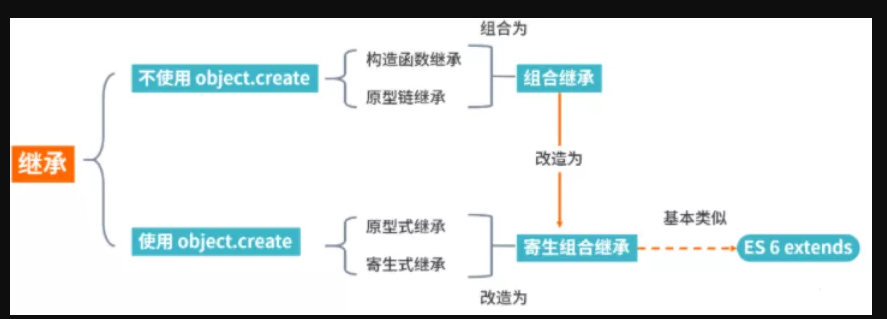 组合为
不使用 object.create
构造函数继承
原型链继承
组合继承
改造为
继承
使用 object.create
原型式继承
寄生式继承
寄生组合继承
基本类似
ES 6 extends
改造为